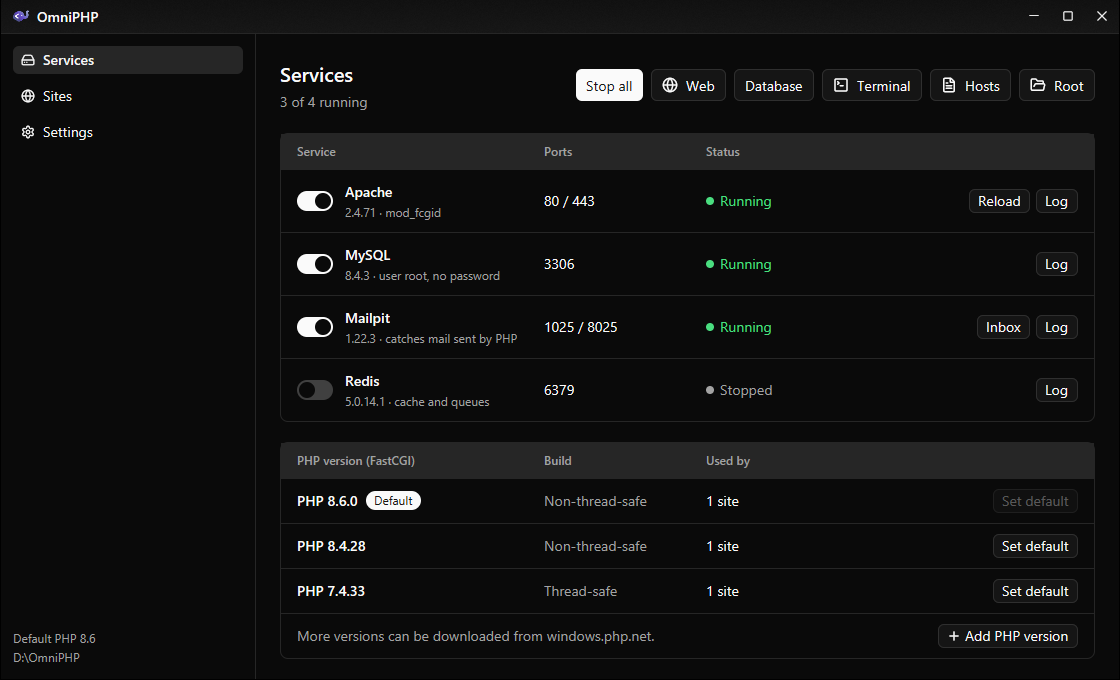 OmniPHP
Services
Sites
Settings
Default PHP 8.6
D:\OmniPHP
Services
3 of 4 running
Stop all Web Database Terminal Hosts Root
Service Ports Status
Apache
2.4.71 · mod_fcgid
80 / 443 Running Reload Log
MySQL
8.4.3 · user root, no password
3306 Running Log
Mailpit
1.22.3 · catches mail sent by PHP
1025 / 8025 Running Inbox Log
Redis
5.0.14.1 · cache and queues
6379 Stopped Log
PHP version (FastCGI) Build Used by
PHP 8.6.0 Default Non-thread-safe 1 site Set default
PHP 8.4.28 Non-thread-safe 1 site Set default
PHP 7.4.33 Thread-safe 1 site Set default
More versions can be downloaded from windows.php.net. + Add PHP version